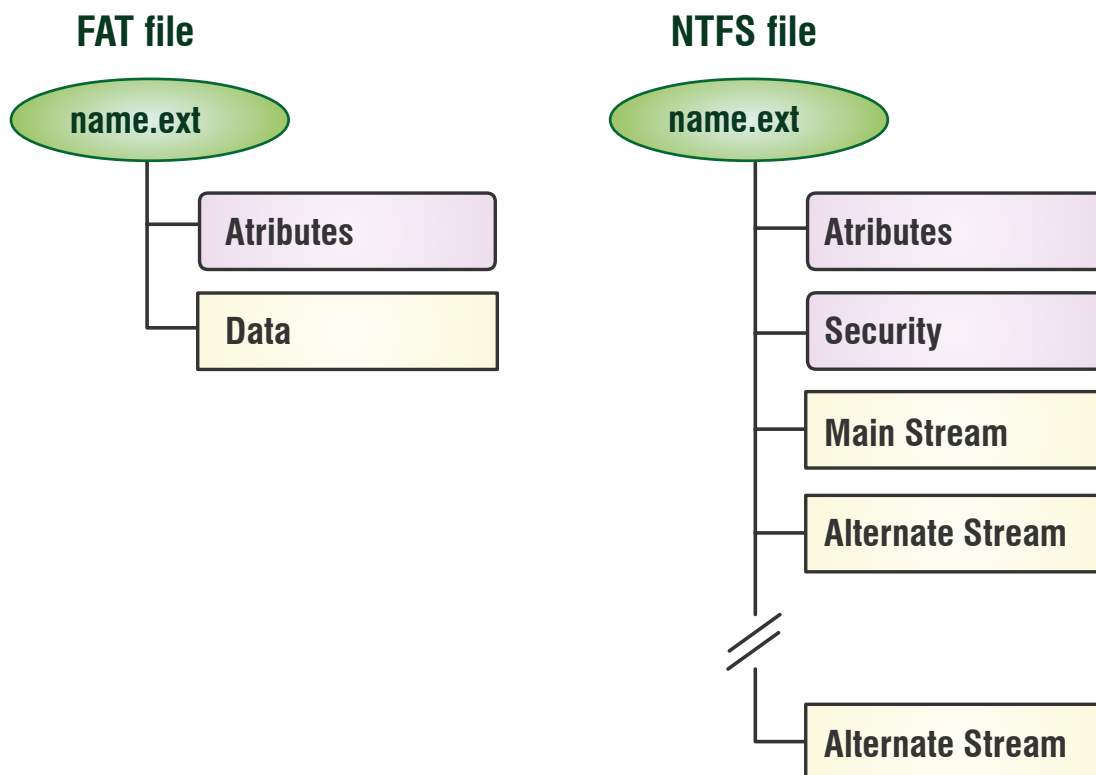 FAT file
name.ext
Atributes
Data
NTFS file
name.ext
Atributes
Security
Main Stream
Alternate Stream
Alternate Stream